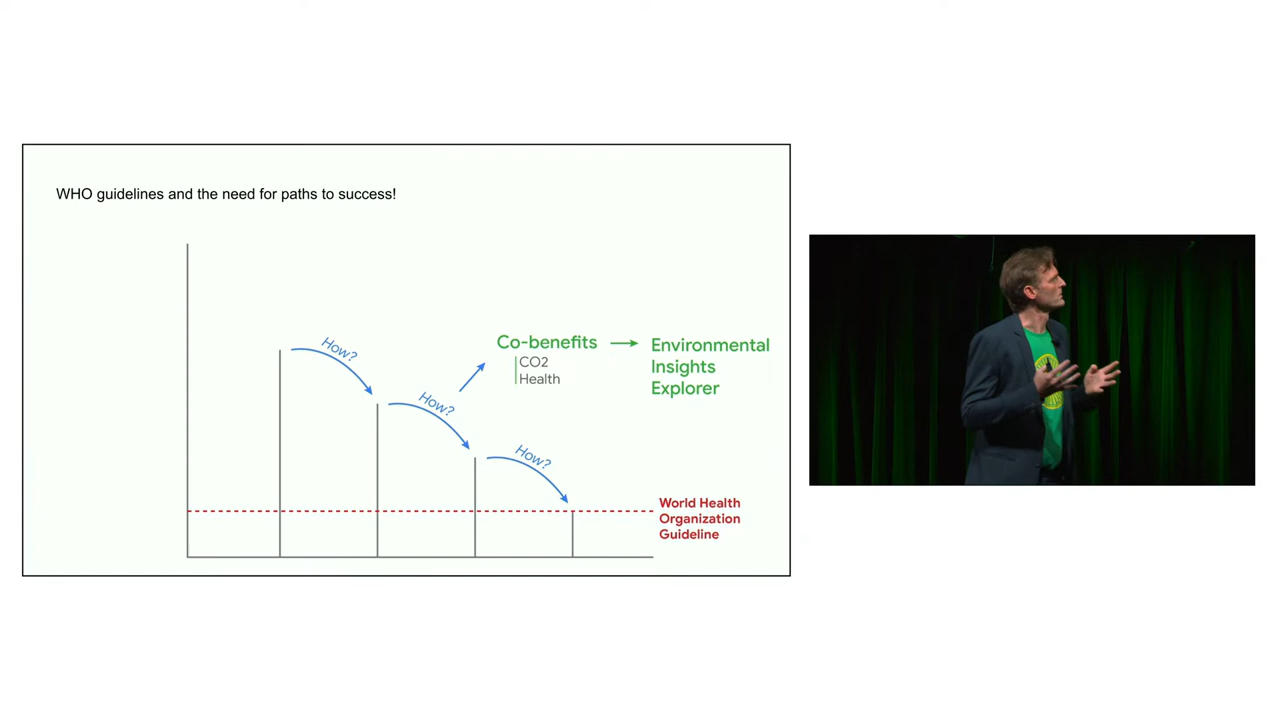 WHO guidelines and the need for paths to success!
How?
How?
How?
Co-benefits
CO2
Health
Environmental
Insights
Explorer
World Health
Organization
Guideline